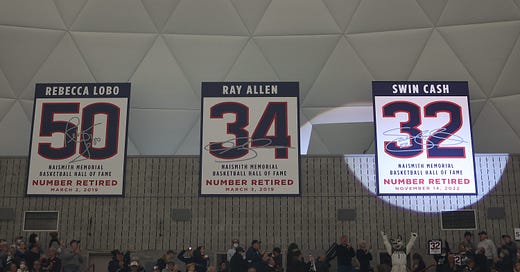 REBECCA LOBO
50
NAISMITH MEMORIAL
BASKETBALL HALL OF FAME
NUMBER RETIRED
MARCH 2, 2019
RAY ALLEN
34
NAISMITH MEMORIAL
BASKETBALL HALL OF FAME
NUMBER RETIRED
MARCH 3, 2019
SWIN CASH
32
NAISMITH MEMORIAL
BASKETBALL HALL OF FAME
NUMBER RETIRED
NOVEMBER 14, 2022
32